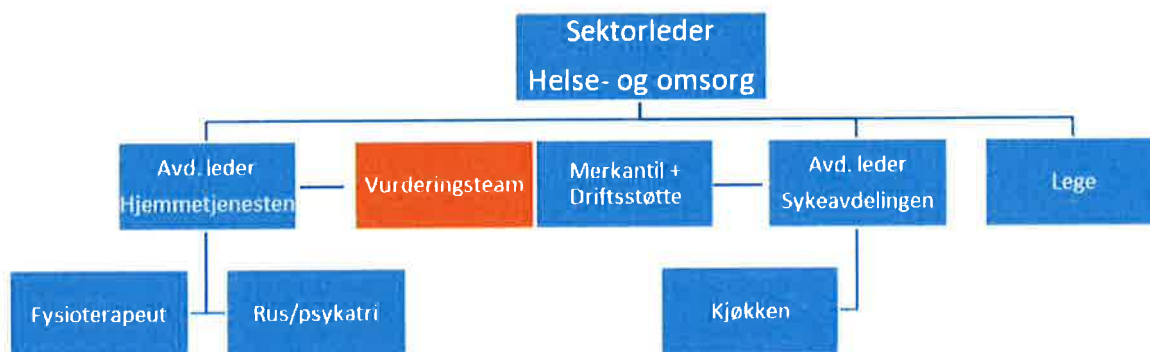 Sektorleder
Helse- og omsorg
Avd. leder
Hjemmetjenesten
Vurderingsteam
Merkantil +
Driftsstøtte
Avd. leder
Sykeavdelingen
Lege
Fysioterapeut
Rus/psykatri
Kjøkken